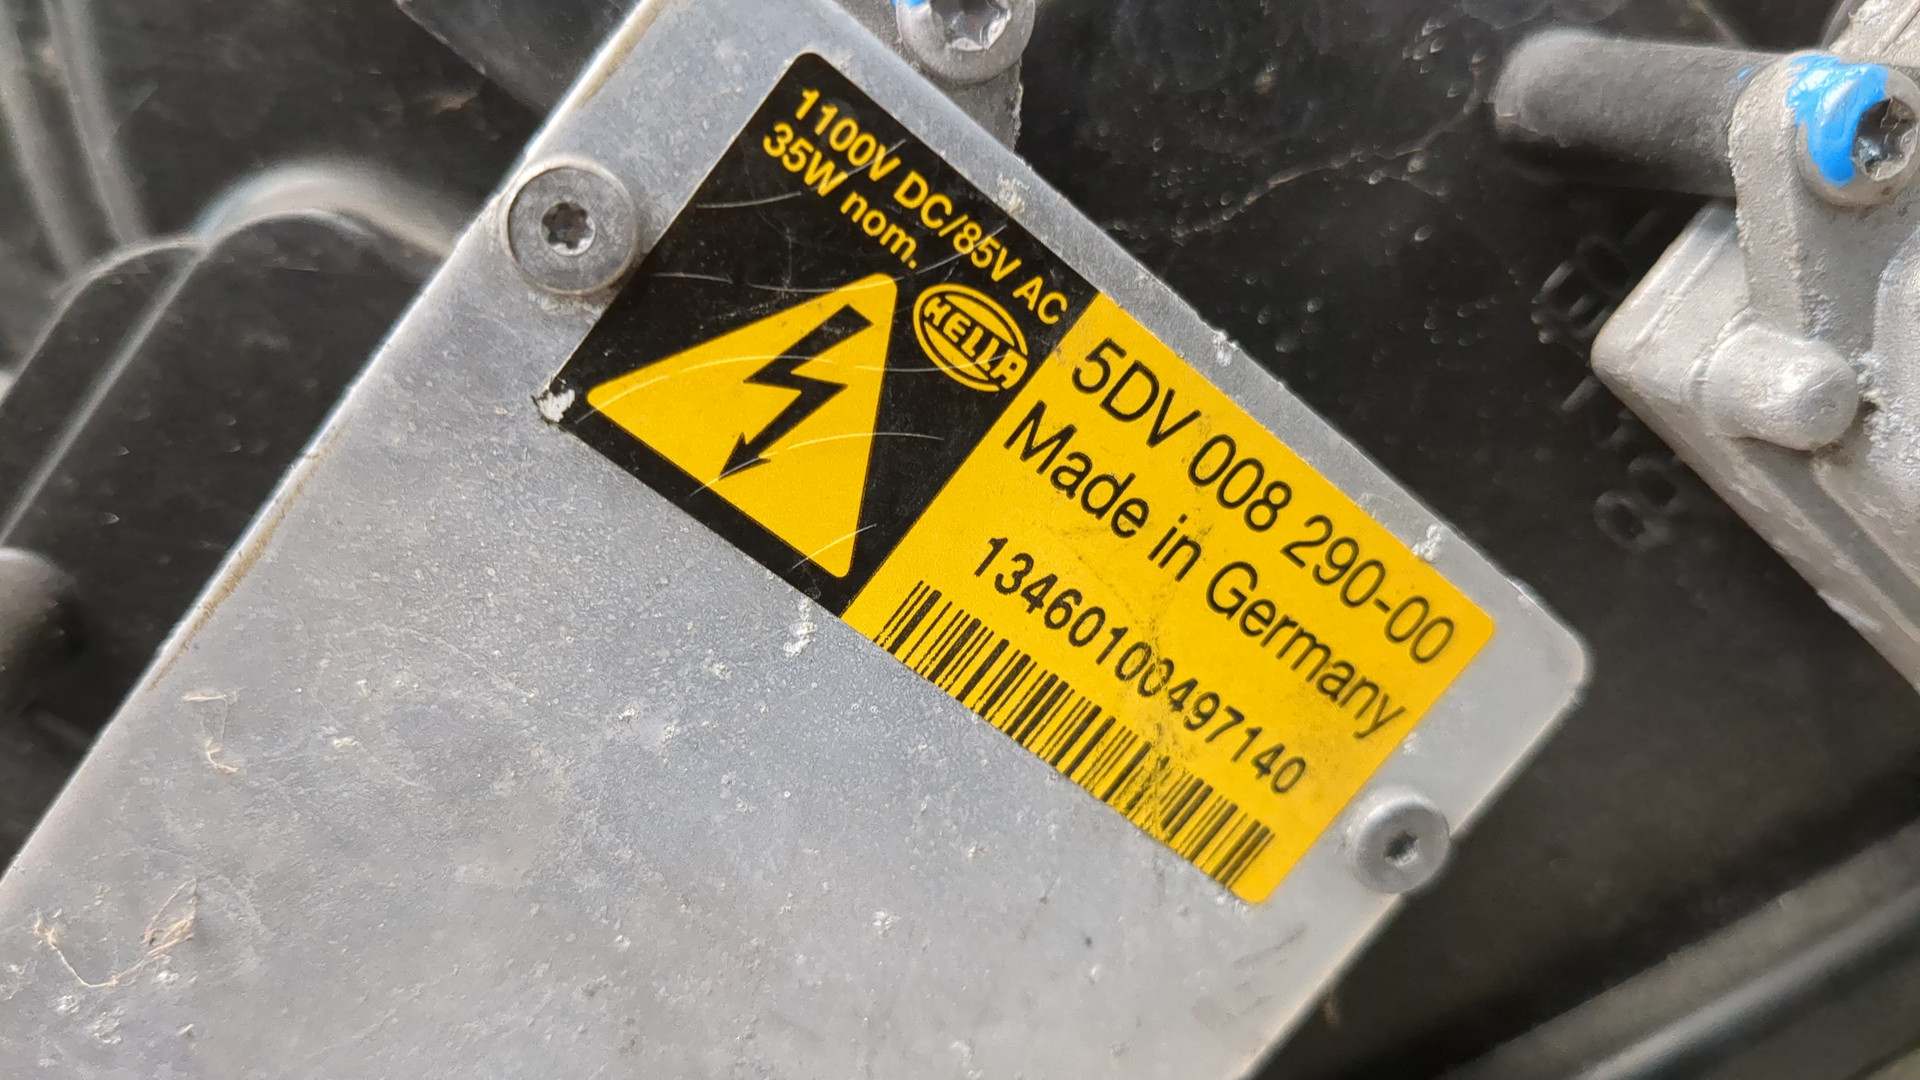 1100V DC/85V AC
35W nom.
HELLA
5DV 008 290-00
Made in Germany
13460100497140